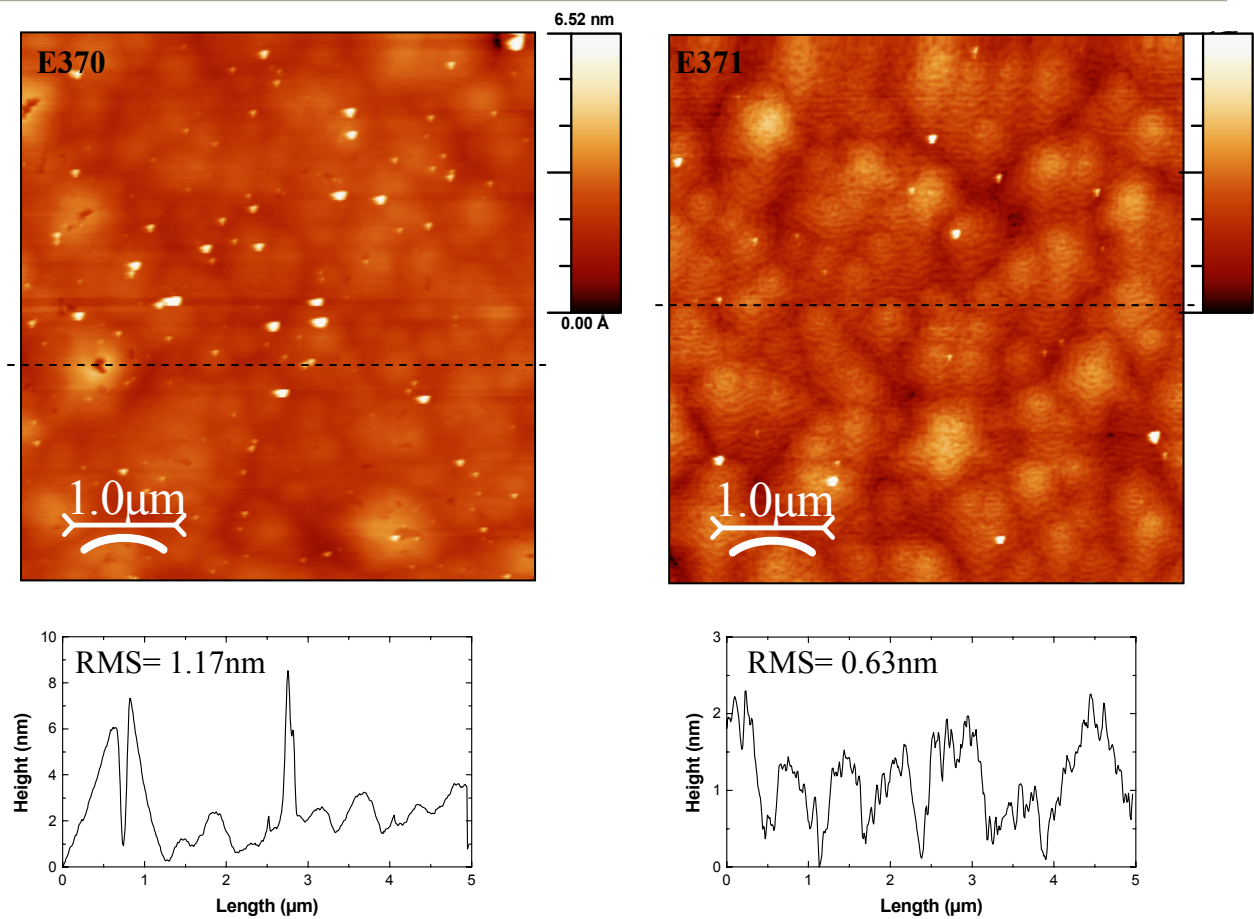 6.52 nm
E370
E371
0.00 Å
1.0μm
1.0μm
RMS= 1.17nm
RMS= 0.63nm
10
8
6
4
2
0
Height (nm)
0 1 2 3 4 5
Length (μm)
3
2
1
0
Height (nm)
0 1 2 3 4 5
Length (μm)